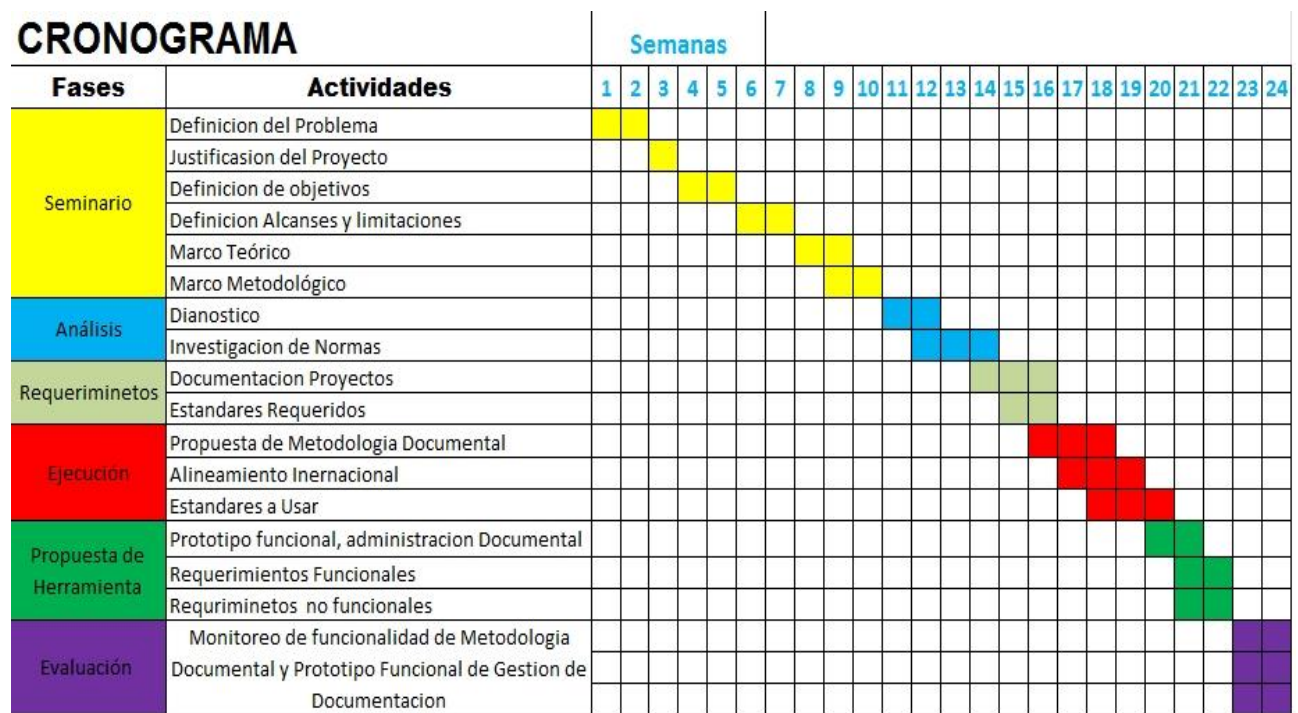 CRONOGRAMA
Semanas
Fases Actividades 1 2 3 4 5 6 7 8 9 10 11 12 13 14 15 16 17 18 19 20 21 22 23 24
Seminario
Definicion del Problema
Justificasion del Proyecto
Definicion de objetivos
Definicion Alcanses y limitaciones
Marco Teórico
Marco Metodológico
Análisis
Dianostico
Investigacion de Normas
Requeriminetos
Documentacion Proyectos
Estandares Requeridos
Ejecución
Propuesta de Metodologia Documental
Alineamiento Inernacional
Estandares a Usar
Propuesta de
Herramienta
Prototipo funcional, administracion Documental
Requerimientos Funcionales
Requriminetos no funcionales
Evaluación
Monitoreo de funcionalidad de Metodologia
Documental y Prototipo Funcional de Gestion de
Documentacion